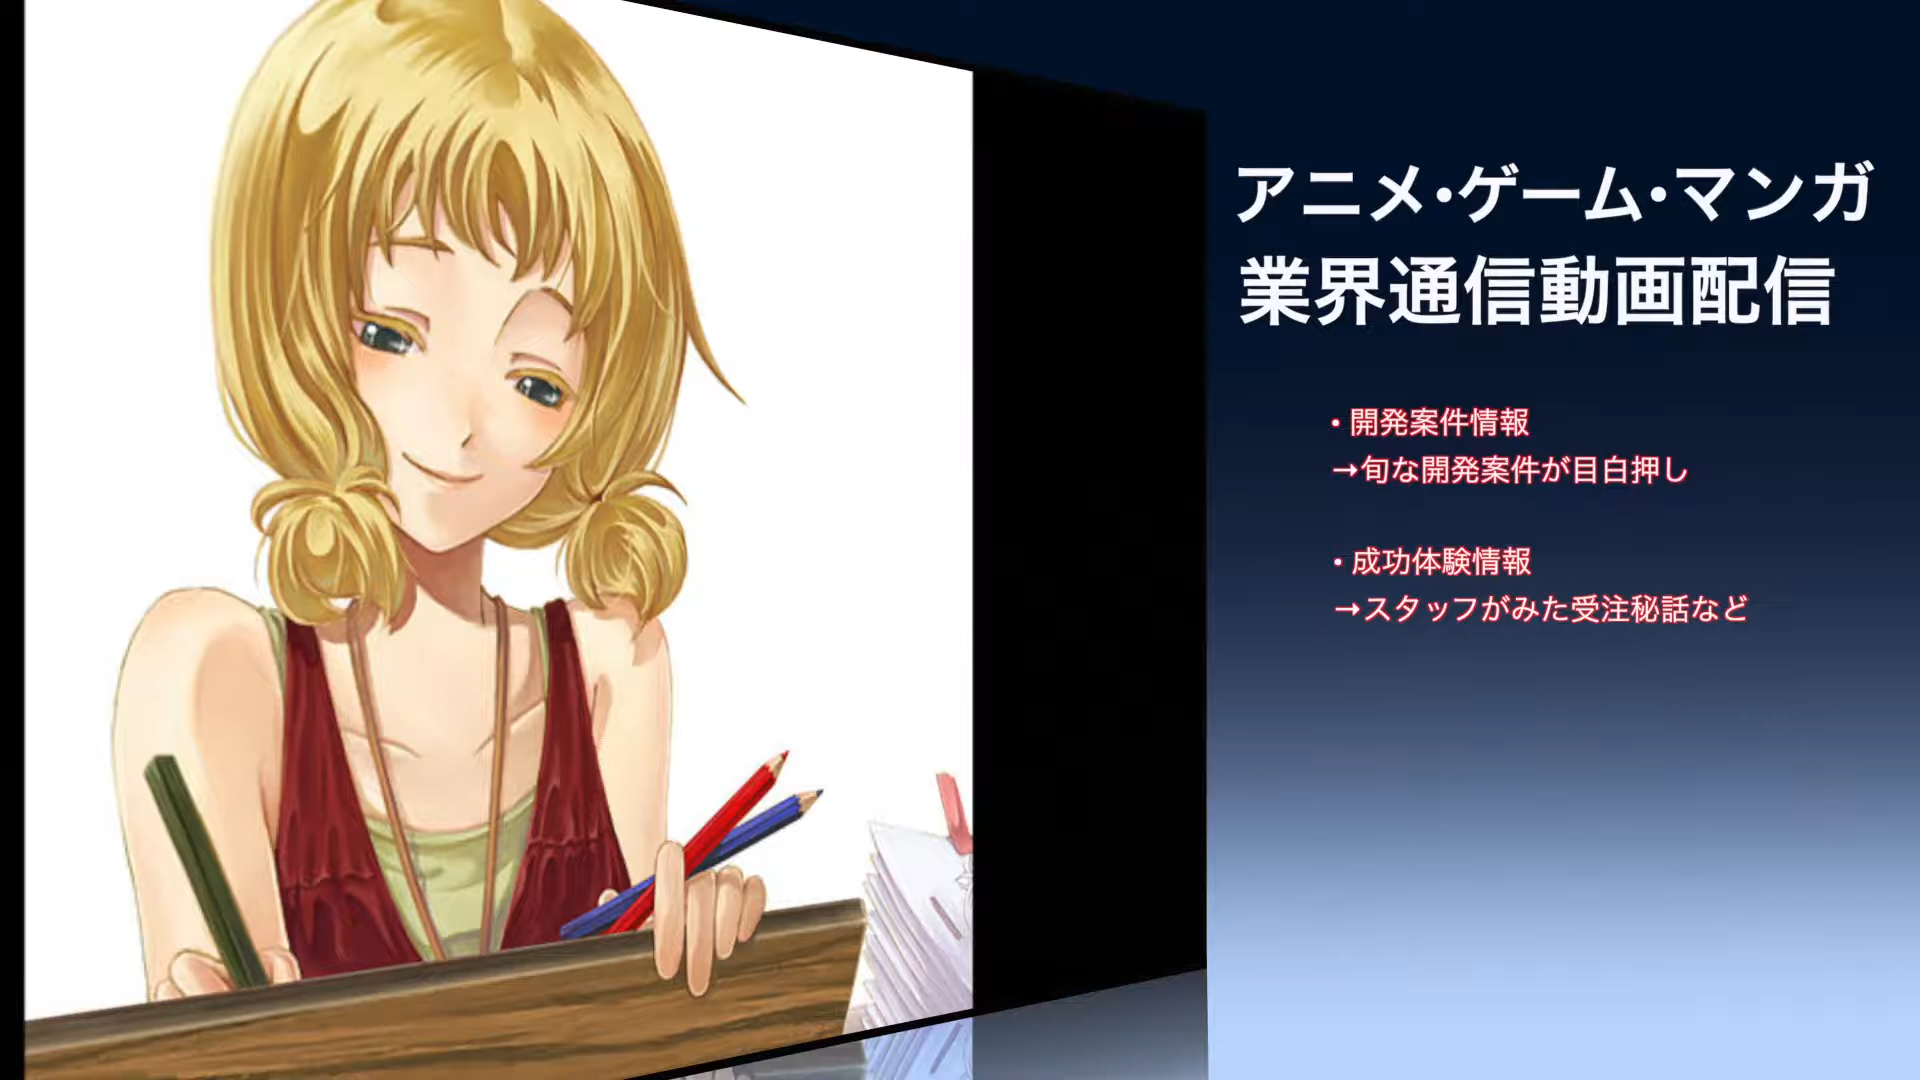 アニメ・ゲーム・マンガ
業界通信動画配信
・開発案件情報
→旬な開発案件が目白押し
・成功体験情報
→スタッフがみた受注秘話など